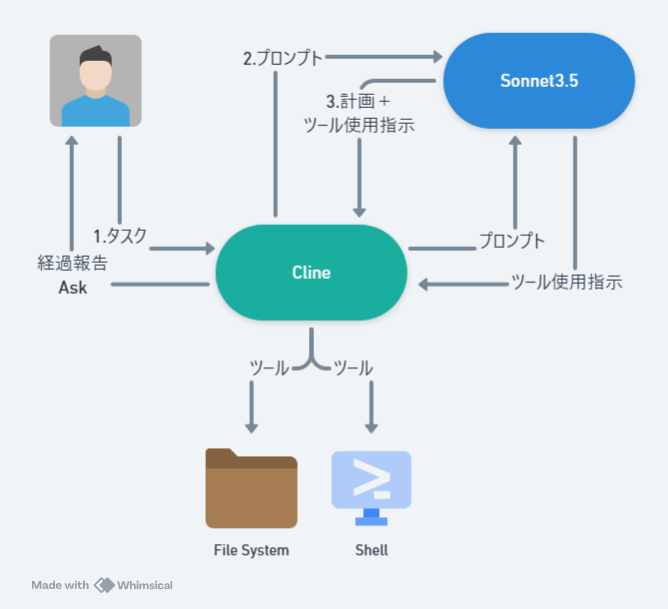 2.プロンプト
Sonnet3.5
3.計画＋
ツール使用指示
1.タスク
プロンプト
経過報告
Ask
Cline
ツール使用指示
ツール
ツール
File System
Shell
Made with Whimsical